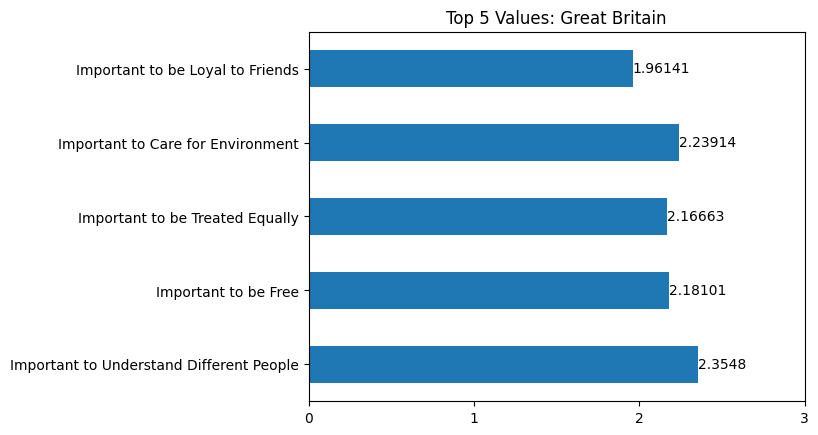 Top 5 Values: Great Britain
Important to be Loyal to Friends
1.96141
Important to Care for Environment
2.23914
Important to be Treated Equally
2.16663
Important to be Free
2.18101
Important to Understand Different People
2.3548
0 1 2 3